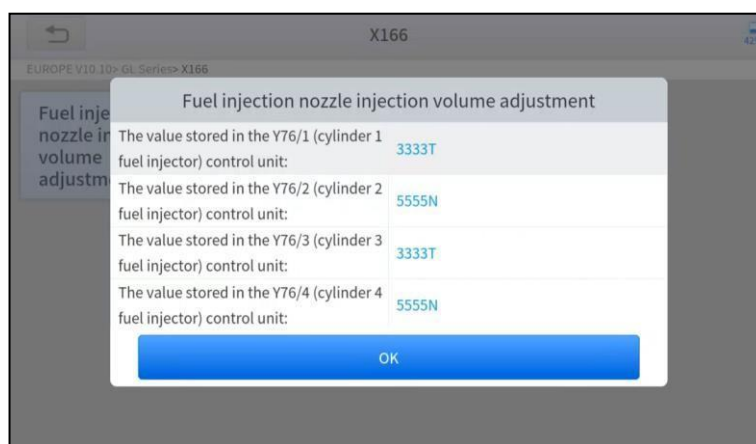 X166
EUROPE V10.10> GL Series> X166
Fuel inje
nozzle in
volume
adjustm
Fuel injection nozzle injection volume adjustment
The value stored in the Y76/1 (cylinder 1
fuel injector) control unit:
3333T
The value stored in the Y76/2 (cylinder 2
fuel injector) control unit:
5555N
The value stored in the Y76/3 (cylinder 3
fuel injector) control unit:
3333T
The value stored in the Y76/4 (cylinder 4
fuel injector) control unit:
5555N
OK